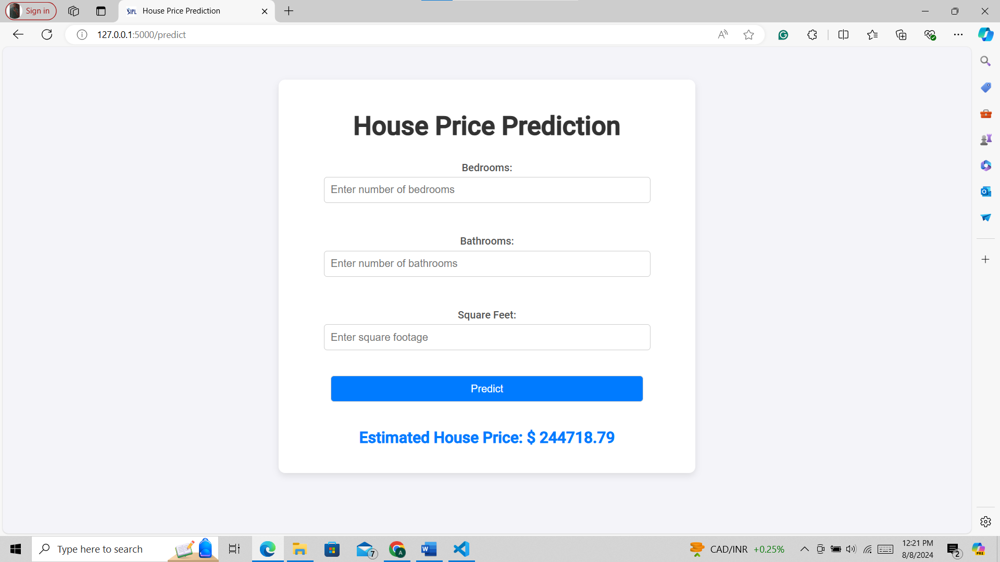 Sign in
SIPL House Price Prediction
127.0.0.1:5000/predict
House Price Prediction
Bedrooms:
Enter number of bedrooms
Bathrooms:
Enter number of bathrooms
Square Feet:
Enter square footage
Predict
Estimated House Price: $ 244718.79
Type here to search
7
A
W
CAD/INR +0.25%
12:21 PM
8/8/2024
2
PRE